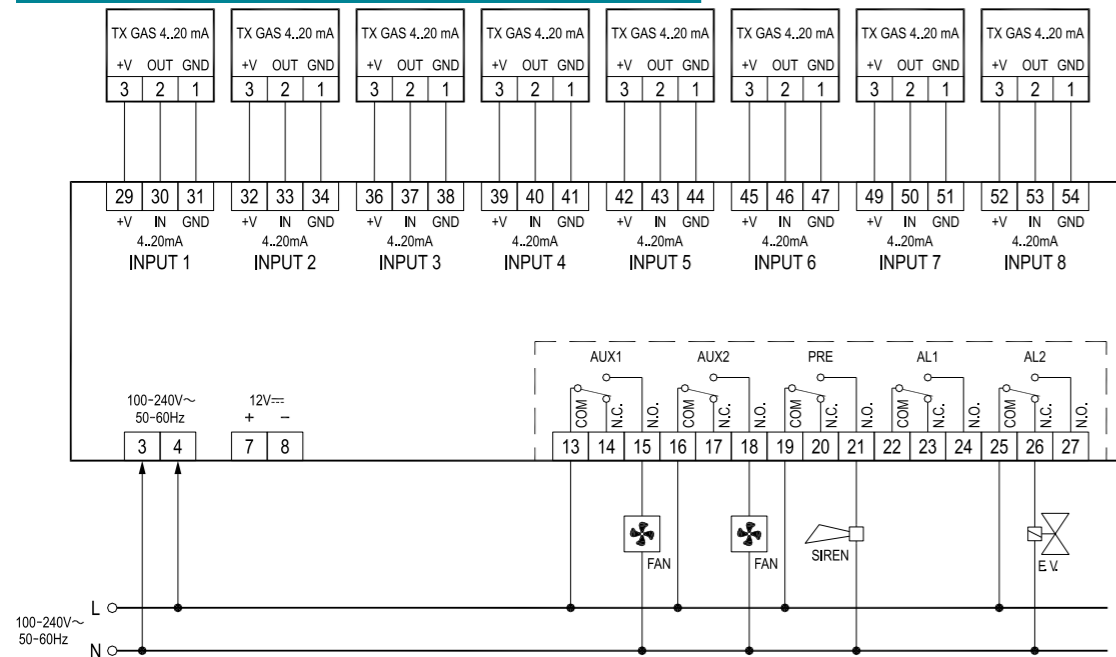 TX GAS 4..20 mA TX GAS 4..20 mA TX GAS 4..20 mA TX GAS 4..20 mA TX GAS 4..20 mA TX GAS 4..20 mA TX GAS 4..20 mA TX GAS 4..20 mA
+V OUT GND +V OUT GND +V OUT GND +V OUT GND +V OUT GND +V OUT GND +V OUT GND +V OUT GND
3 2 1 3 2 1 3 2 1 3 2 1 3 2 1 3 2 1 3 2 1 3 2 1
29 30 31 32 33 34 36 37 38 39 40 41 42 43 44 45 46 47 49 50 51 52 53 54
+V IN GND +V IN GND +V IN GND +V IN GND +V IN GND +V IN GND +V IN GND +V IN GND
4..20mA 4..20mA 4..20mA 4..20mA 4..20mA 4..20mA 4..20mA 4..20mA
INPUT 1 INPUT 2 INPUT 3 INPUT 4 INPUT 5 INPUT 6 INPUT 7 INPUT 8
AUX1 AUX2 PRE AL1 AL2
100-240V~ 12V⎓
50-60Hz + −
COM N.C. N.O. COM N.C. N.O. COM N.C. N.O. COM N.C. N.O. COM N.C. N.O.
3 4 7 8 13 14 15 16 17 18 19 20 21 22 23 24 25 26 27
FAN FAN SIREN E.V.
L
100-240V~
50-60Hz
N